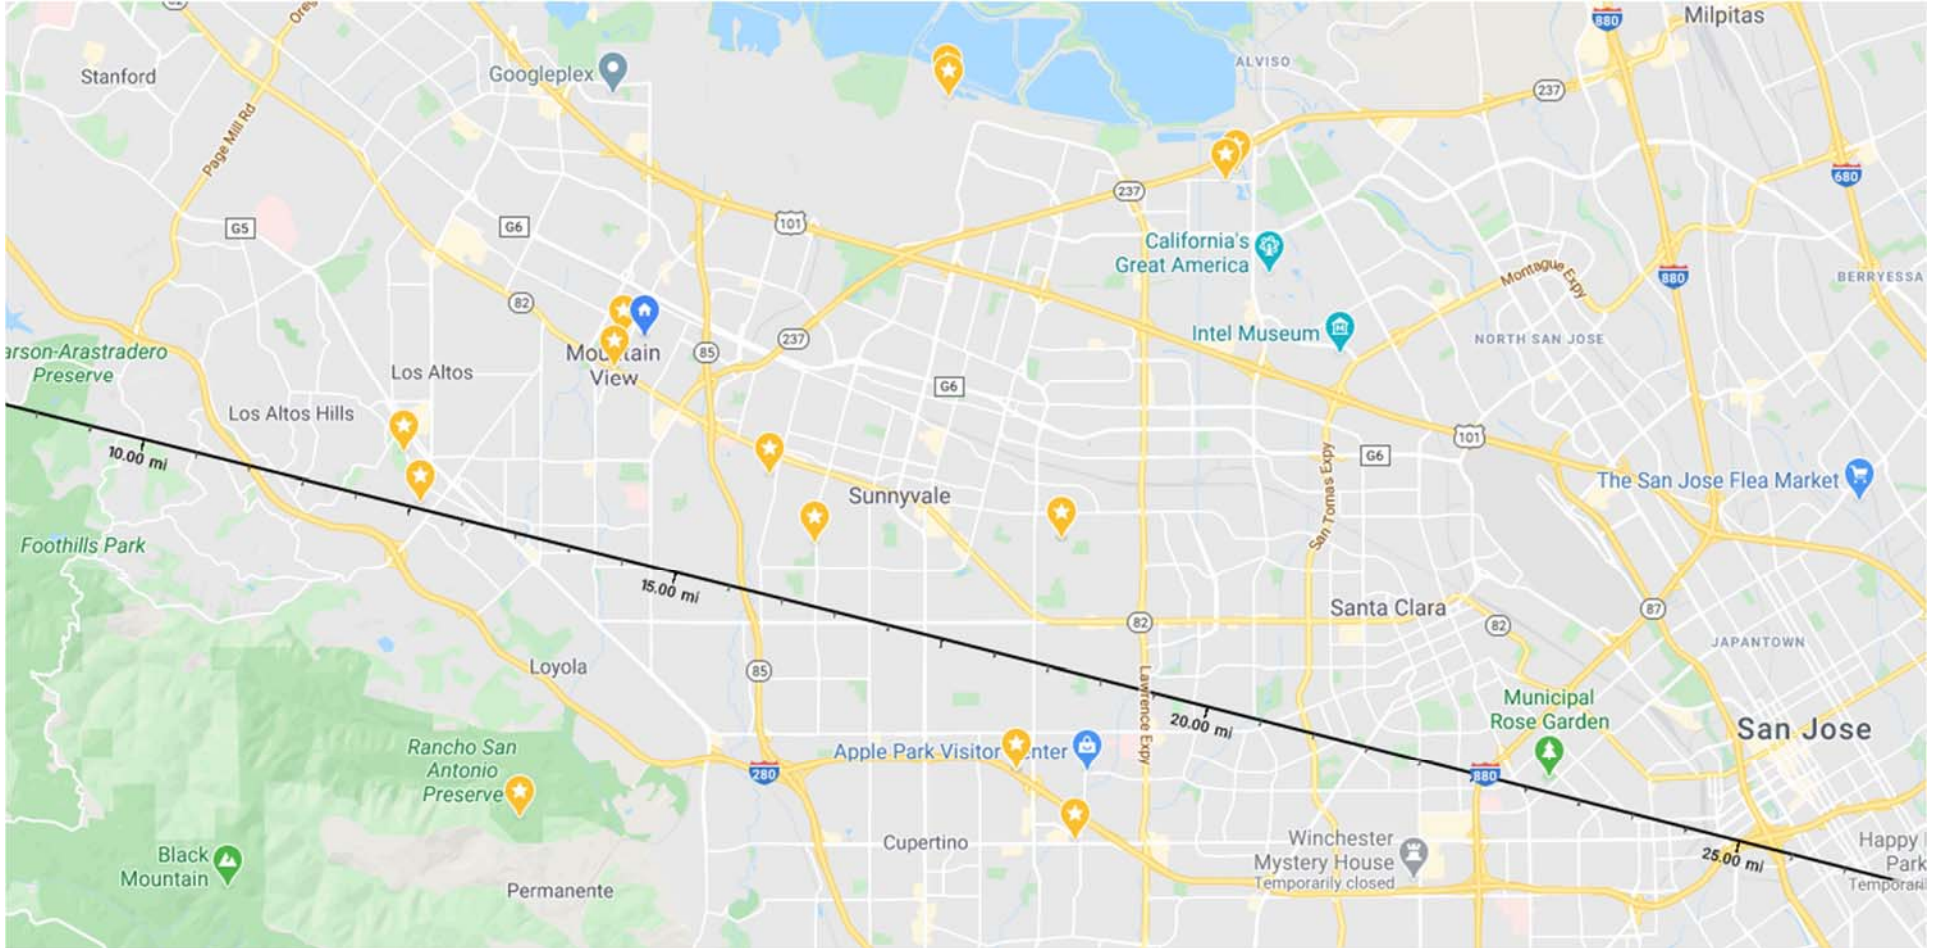 880
Milpitas
Stanford
Googleplex
ALVISO
237
Page Mill Rd
680
237
G5
G6
101
California's
Great America
Montague Expy
880
BERRYESSA
82
237
Intel Museum
NORTH SAN JOSE
arson-Arastradero
Preserve
Mountain
View
85
Los Altos
G6
Los Altos Hills
101
10.00 mi
G6
San Tomas Expy
The San Jose Flea Market
Sunnyvale
Foothills Park
15.00 mi
Santa Clara
82
82
87
JAPANTOWN
Loyola
85
Lawrence Expy
20.00 mi
Municipal
Rose Garden
San Jose
Rancho San
Antonio
Preserve
Apple Park Visitor Center
280
880
Cupertino
Winchester
Mystery House
Temporarily closed
25.00 mi
Happy
Park
Black
Mountain
Permanente